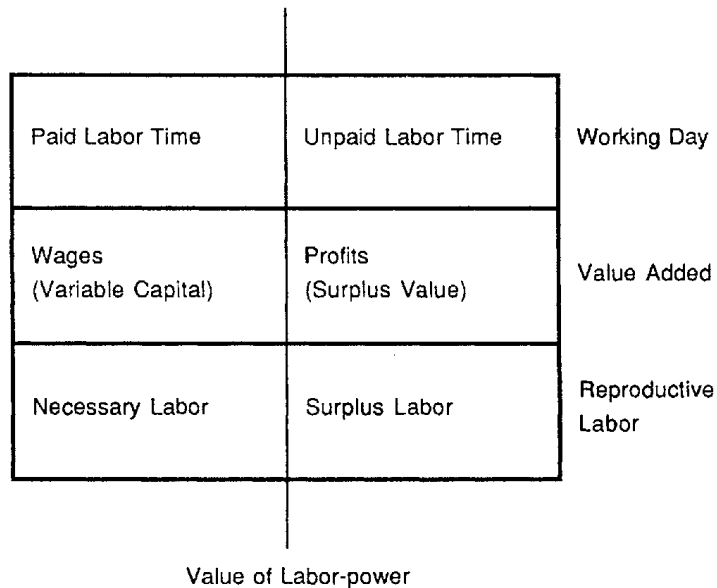 Paid Labor Time
Unpaid Labor Time
Working Day
Wages
(Variable Capital)
Profits
(Surplus Value)
Value Added
Necessary Labor
Surplus Labor
Reproductive
Labor
Value of Labor-power